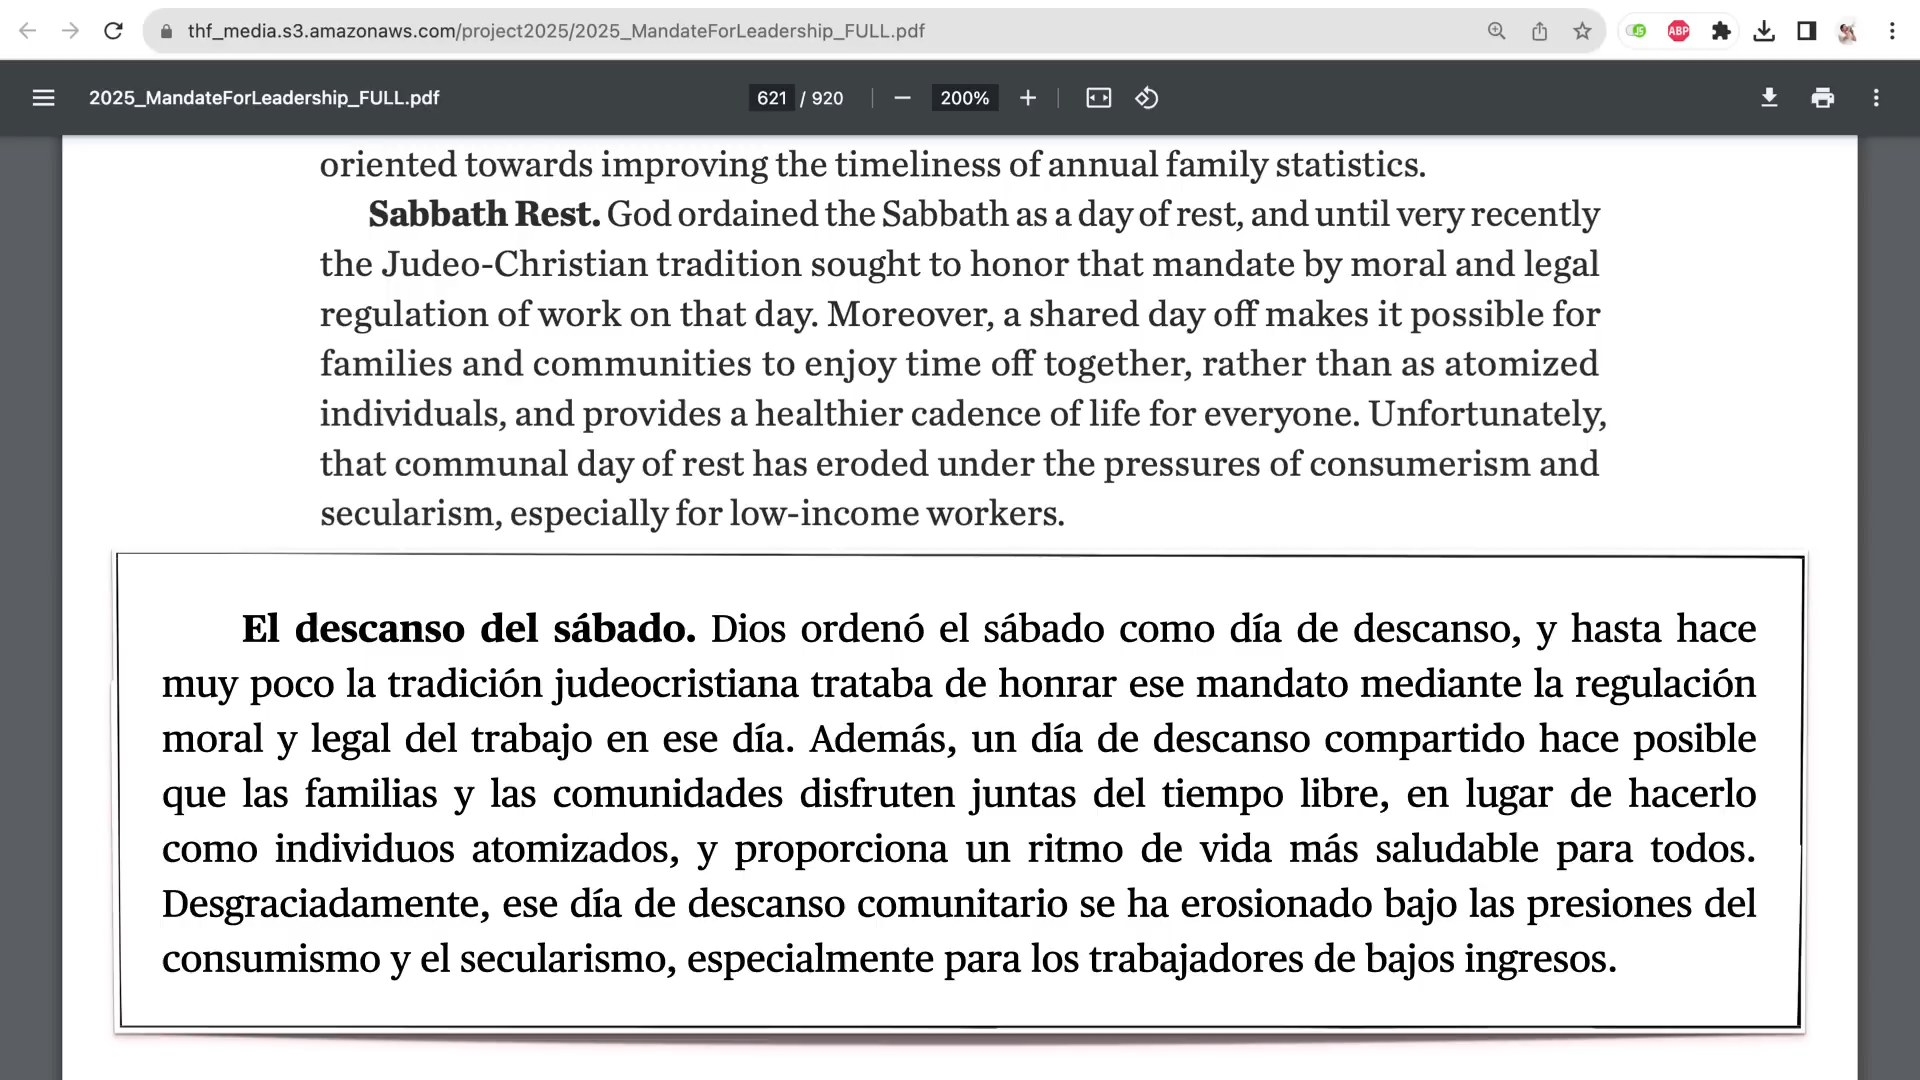 thf_media.s3.amazonaws.com/project2025/2025_MandateForLeadership_FULL.pdf
JS
ABP
2025_MandateForLeadership_FULL.pdf
621 / 920
200%
oriented towards improving the timeliness of annual family statistics.
Sabbath Rest. God ordained the Sabbath as a day of rest, and until very recently
the Judeo-Christian tradition sought to honor that mandate by moral and legal
regulation of work on that day. Moreover, a shared day off makes it possible for
families and communities to enjoy time off together, rather than as atomized
individuals, and provides a healthier cadence of life for everyone. Unfortunately,
that communal day of rest has eroded under the pressures of consumerism and
secularism, especially for low-income workers.
El descanso del sábado. Dios ordenó el sábado como día de descanso, y hasta hace
muy poco la tradición judeocristiana trataba de honrar ese mandato mediante la regulación
moral y legal del trabajo en ese día. Además, un día de descanso compartido hace posible
que las familias y las comunidades disfruten juntas del tiempo libre, en lugar de hacerlo
como individuos atomizados, y proporciona un ritmo de vida más saludable para todos.
Desgraciadamente, ese día de descanso comunitario se ha erosionado bajo las presiones del
consumismo y el secularismo, especialmente para los trabajadores de bajos ingresos.